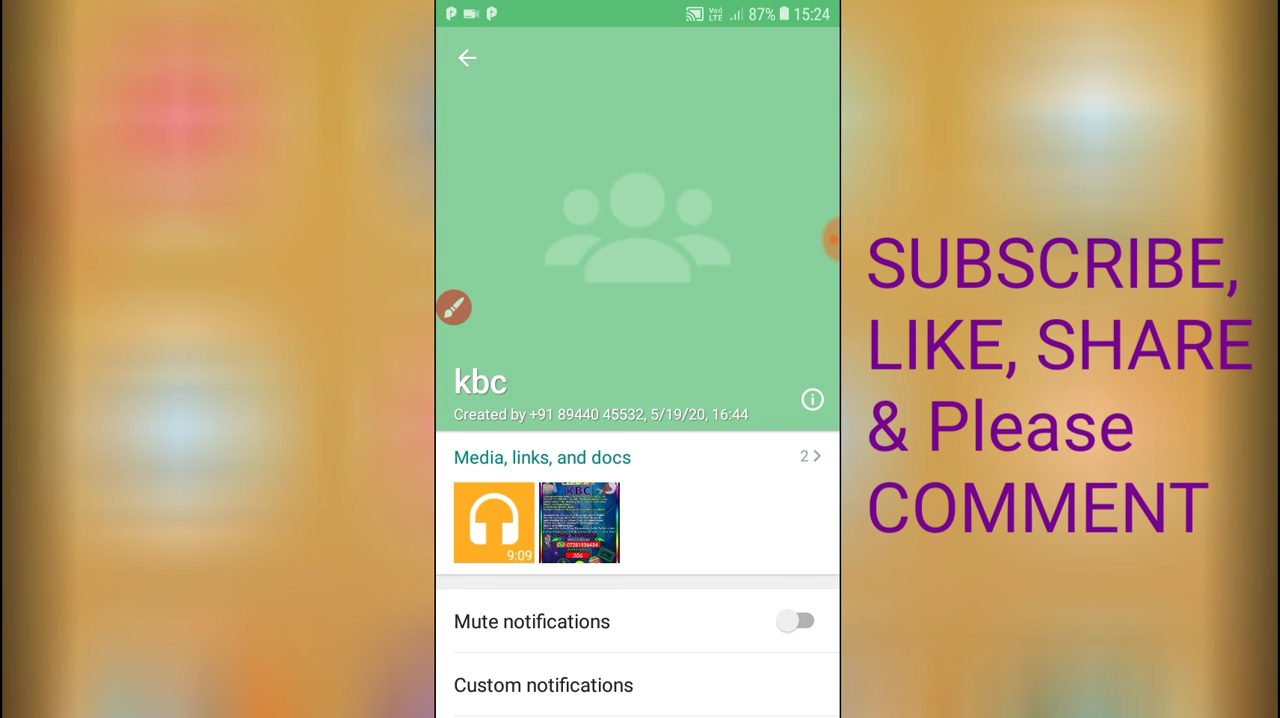 87% 15:24
kbc
Created by +91 89440 45532, 5/19/20, 16:44
Media, links, and docs
2
9:09
KBC
Mute notifications
Custom notifications
SUBSCRIBE,
LIKE, SHARE
& Please
COMMENT